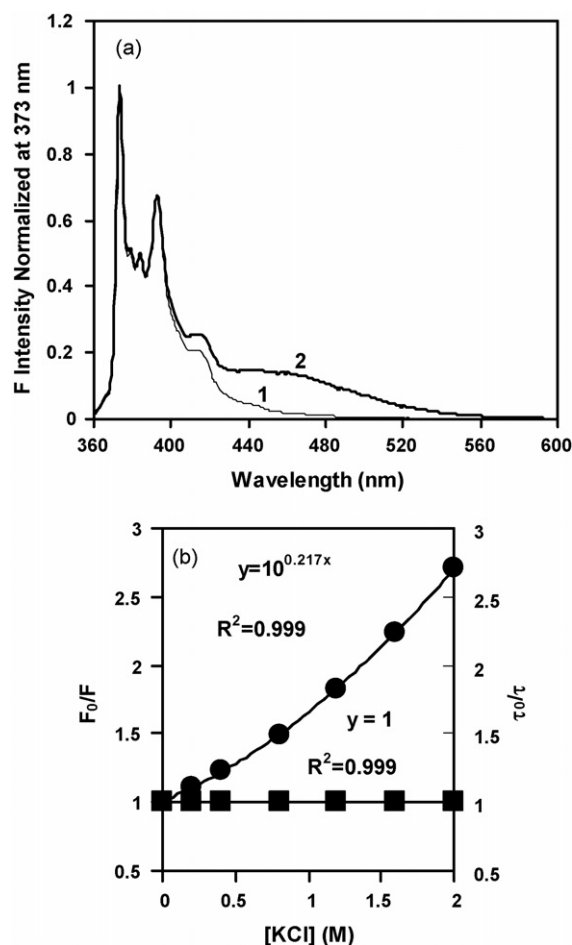 (a)
F Intensity Normalized at 373 nm
1.2
1
0.8
0.6
0.4
0.2
0
2
1
360 400 440 480 520 560 600
Wavelength (nm)
(b)
y=10^0.217x
R²=0.999
y = 1
R²=0.999
F₀/F
3
2.5
2
1.5
1
0.5
τ₀/τ
3
2.5
2
1.5
1
0.5
0 0.5 1 1.5 2
[KCl] (M)